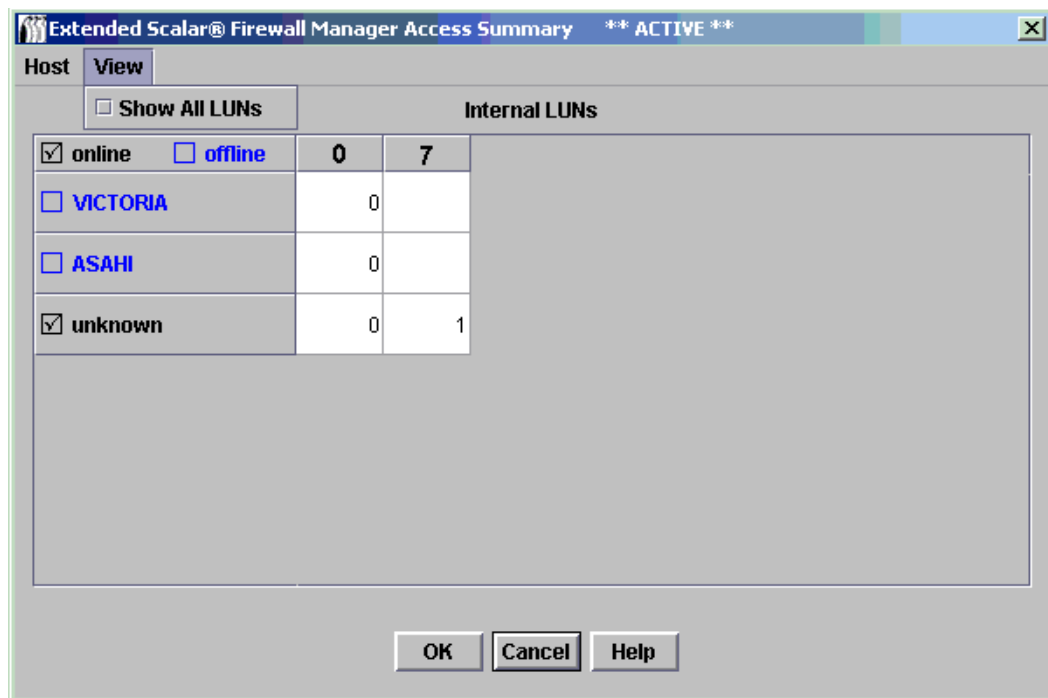 Extended Scalar® Firewall Manager Access Summary ** ACTIVE **
Host View
Show All LUNs
Internal LUNs
online offline 0 7
VICTORIA 0
ASAHI 0
unknown 0 1
OK Cancel Help